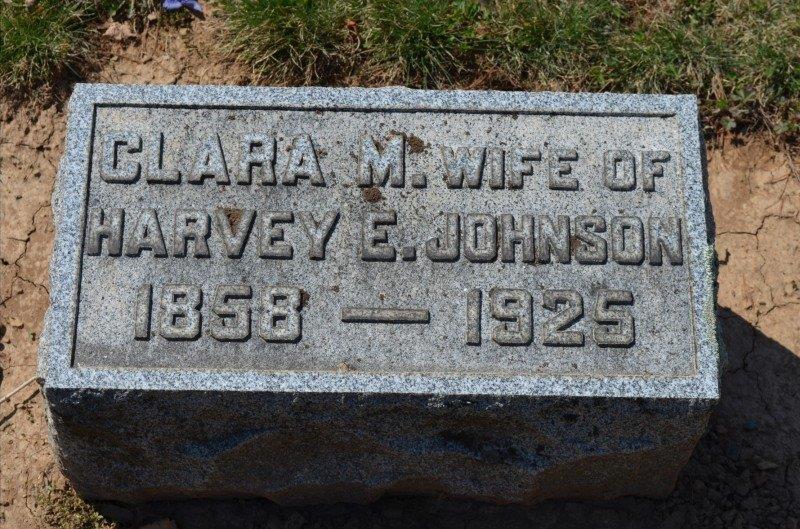 CLARA M. WIFE OF
HARVEY E. JOHNSON
1858 — 1925